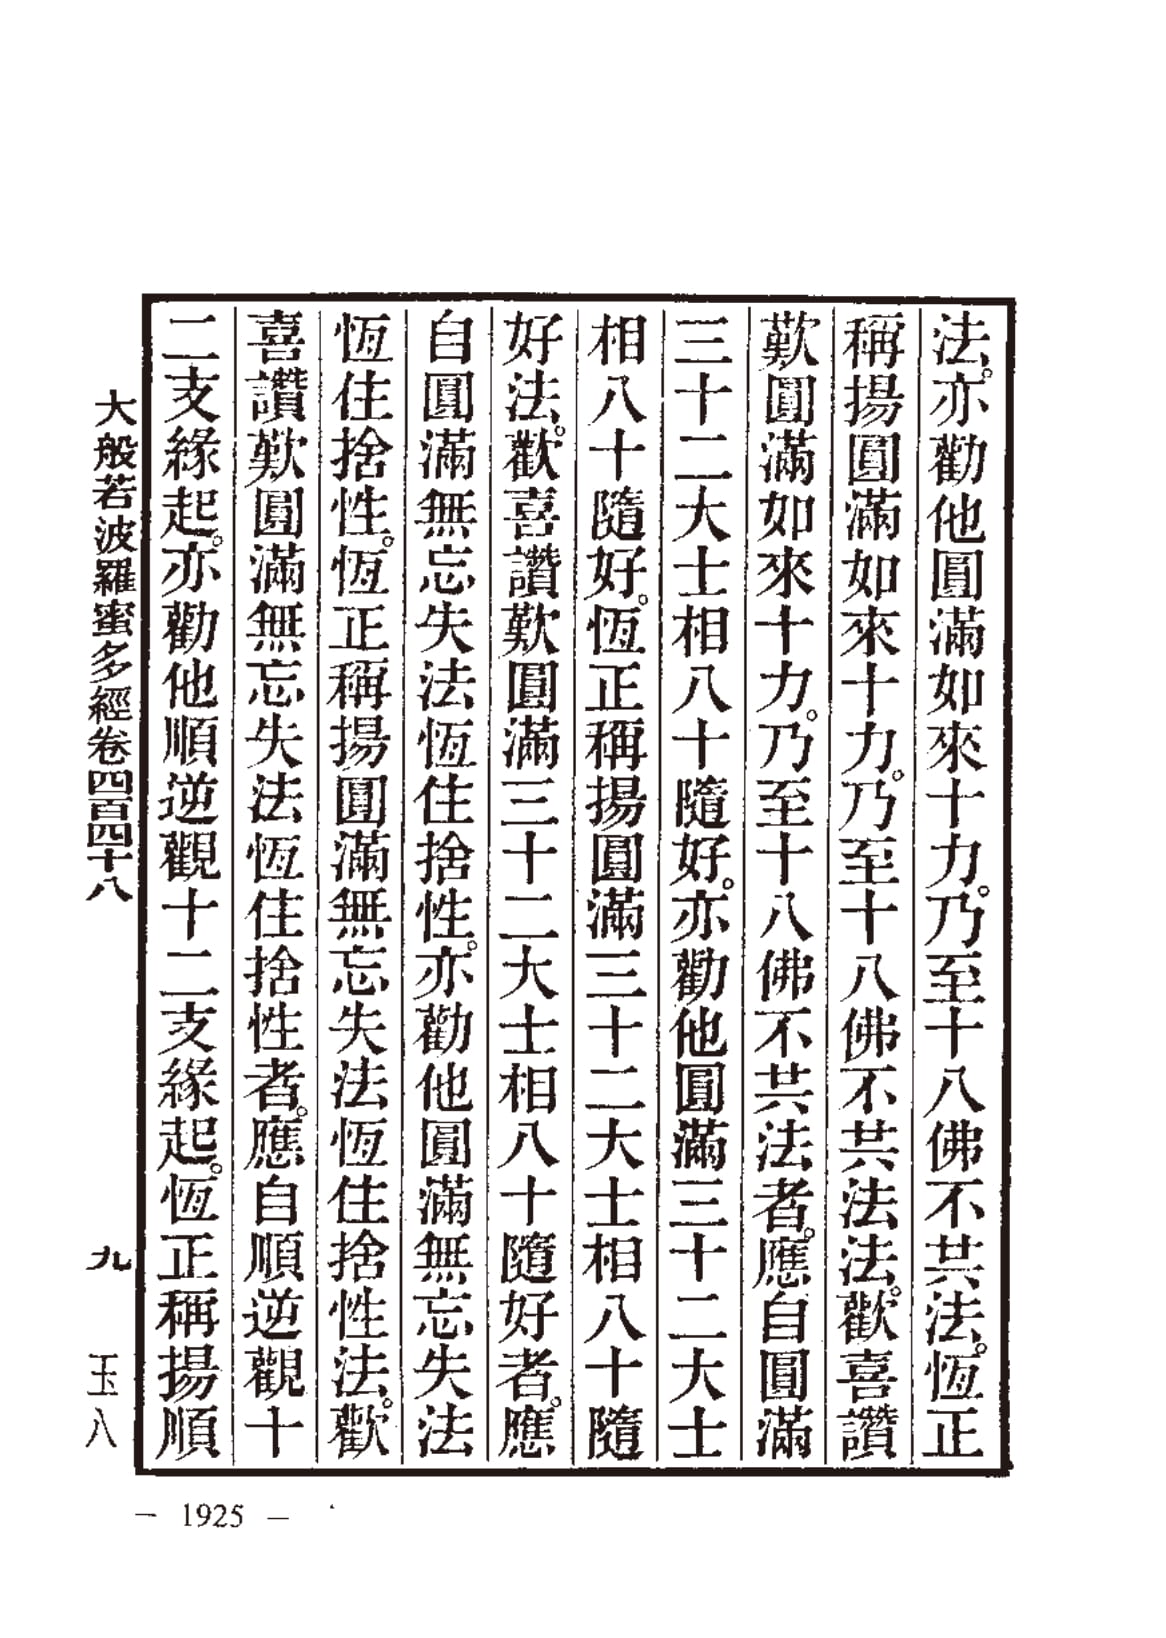 法。亦勸他圓滿如來十力。乃至十八佛不共法。恆正
稱揚圓滿如來十力。乃至十八佛不共法法。歡喜讚
歎圓滿如來十力。乃至十八佛不共法者。應自圓滿
三十二大士相八十隨好。亦勸他圓滿三十二大士
相八十隨好。恆正稱揚圓滿三十二大士相八十隨
好法。歡喜讚歎圓滿三十二大士相八十隨好者。應
自圓滿無忘失法恆住捨性。亦勸他圓滿無忘失法
恆住捨性。恆正稱揚圓滿無忘失法恆住捨性法。歡
喜讚歎圓滿無忘失法恆住捨性者。應自順逆觀十
二支緣起。亦勸他順逆觀十二支緣起。恆正稱揚順
大般若波羅蜜多經卷四百四十八 九 玉八
— 1925 —